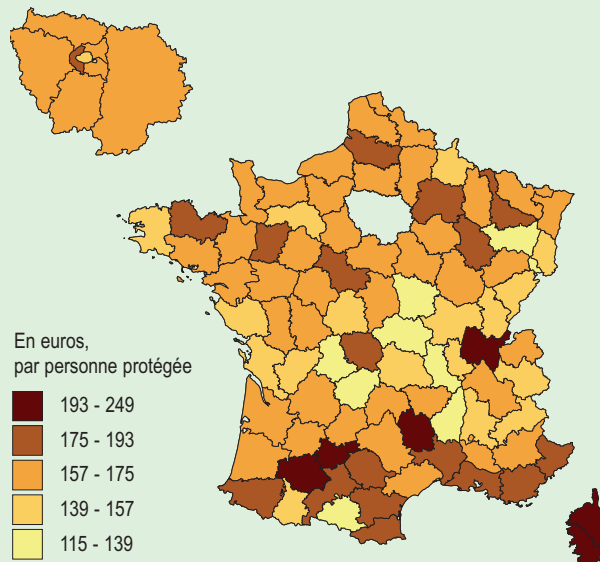 En euros,
par personne protégée
193 - 249
175 - 193
157 - 175
139 - 157
115 - 139